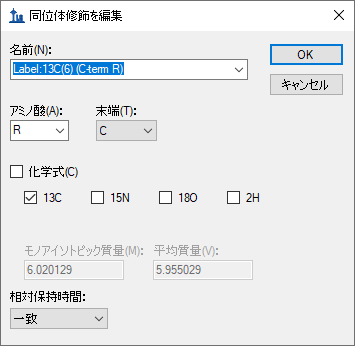 同位体修飾を編集
名前(N):
Label:13C(6) (C-term R)
OK
キャンセル
アミノ酸(A):
末端(T):
R
C
化学式(C)
13C
15N
18O
2H
モノアイソトピック質量(M):
平均質量(V):
6.020129
5.955029
相対保持時間:
一致